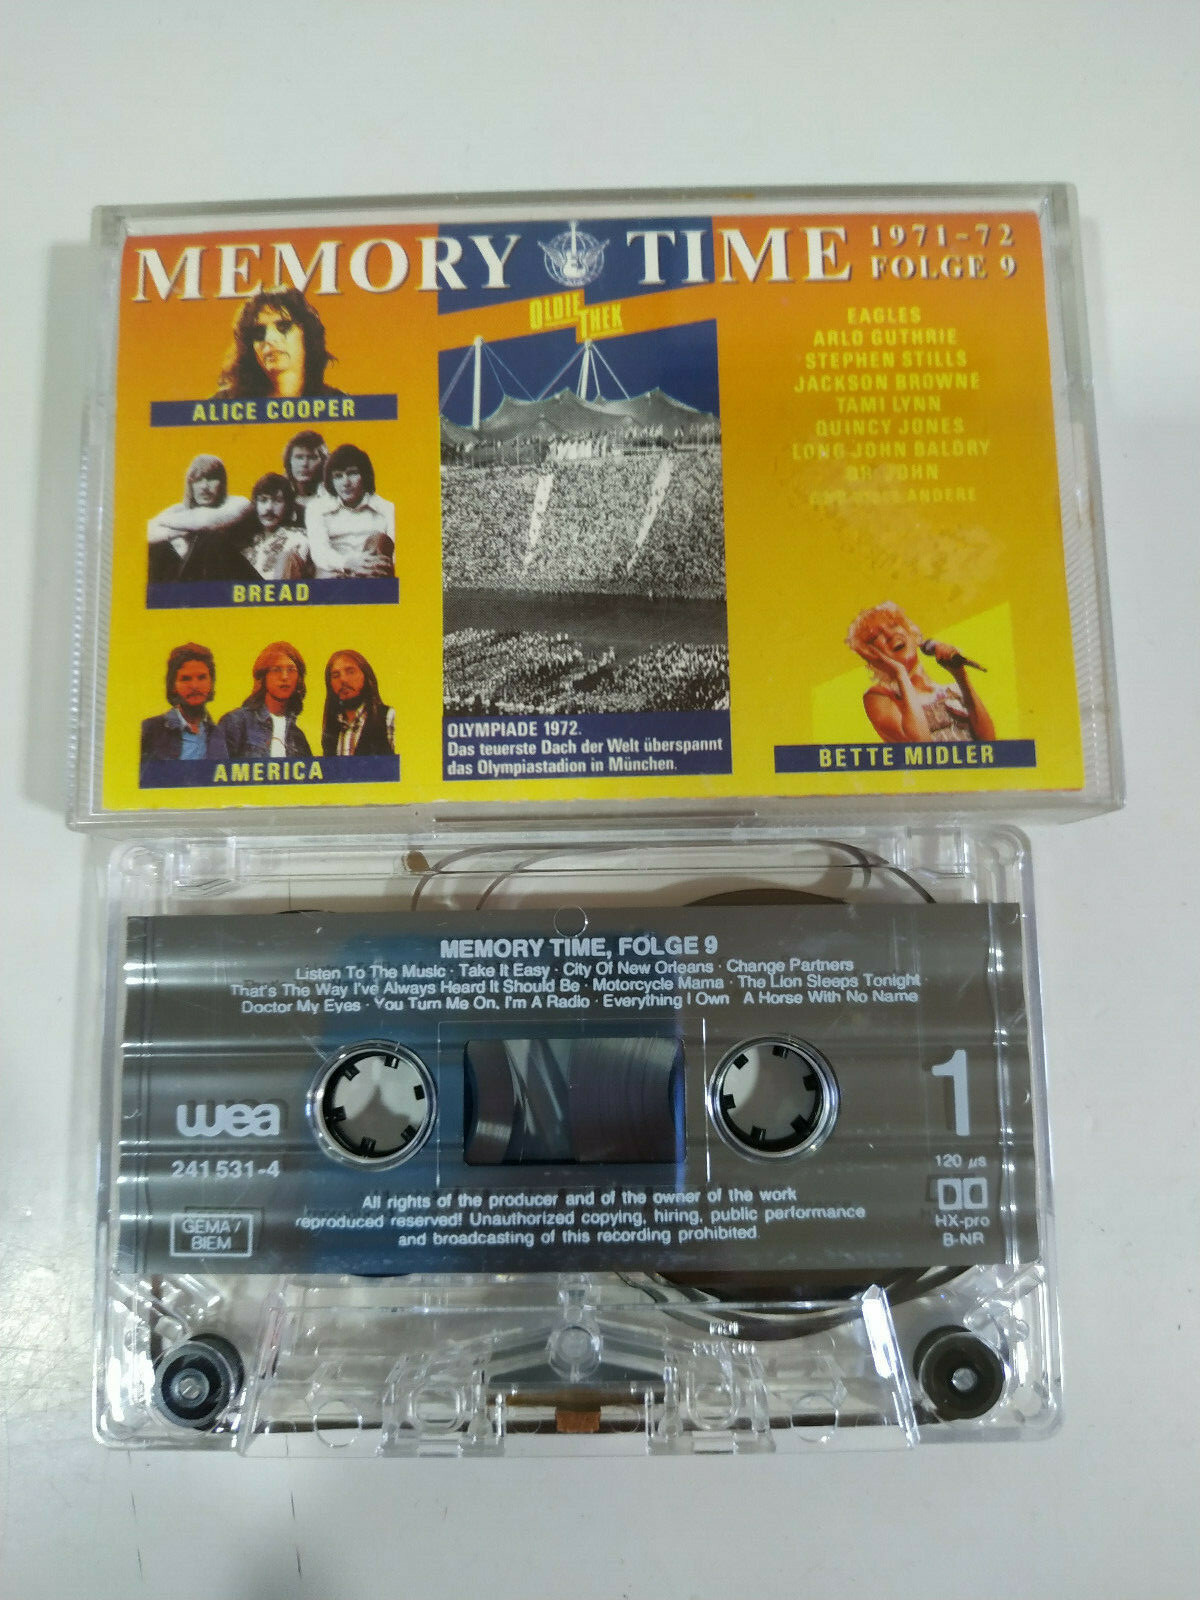 MEMORY TIME
1971-72
FOLGE 9
OLDIE
THEK
ALICE COOPER
BREAD
AMERICA
EAGLES
ARLO GUTHRIE
STEPHEN STILLS
JACKSON BROWNE
TAMI LYNN
QUINCY JONES
LONG JOHN BALDRY
DR. JOHN
ANDERE
BETTE MIDLER
OLYMPIADE 1972.
Das teuerste Dach der Welt überspannt
das Olympiastadion in München.
MEMORY TIME, FOLGE 9
Listen To The Music · Take It Easy · City Of New Orleans · Change Partners
That's The Way I've Always Heard It Should Be · Motorcycle Mama · The Lion Sleeps Tonight
Doctor My Eyes · You Turn Me On, I'm A Radio · Everything I Own A Horse With No Name
wea
241 531-4
GEMA/
BIEM
1
120 µs
HX-pro
B-NR
All rights of the producer and of the owner of the work
reproduced reserved! Unauthorized copying, hiring, public performance
and broadcasting of this recording prohibited